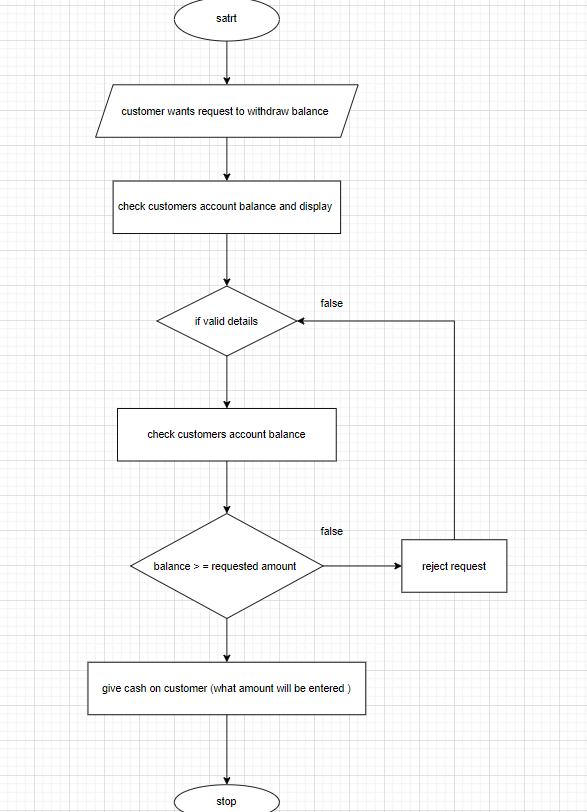 satrt
customer wants request to withdraw balance
check customers account balance and display
false
if valid details
check customers account balance
false
balance > = requested amount
reject request
give cash on customer (what amount will be entered )
stop